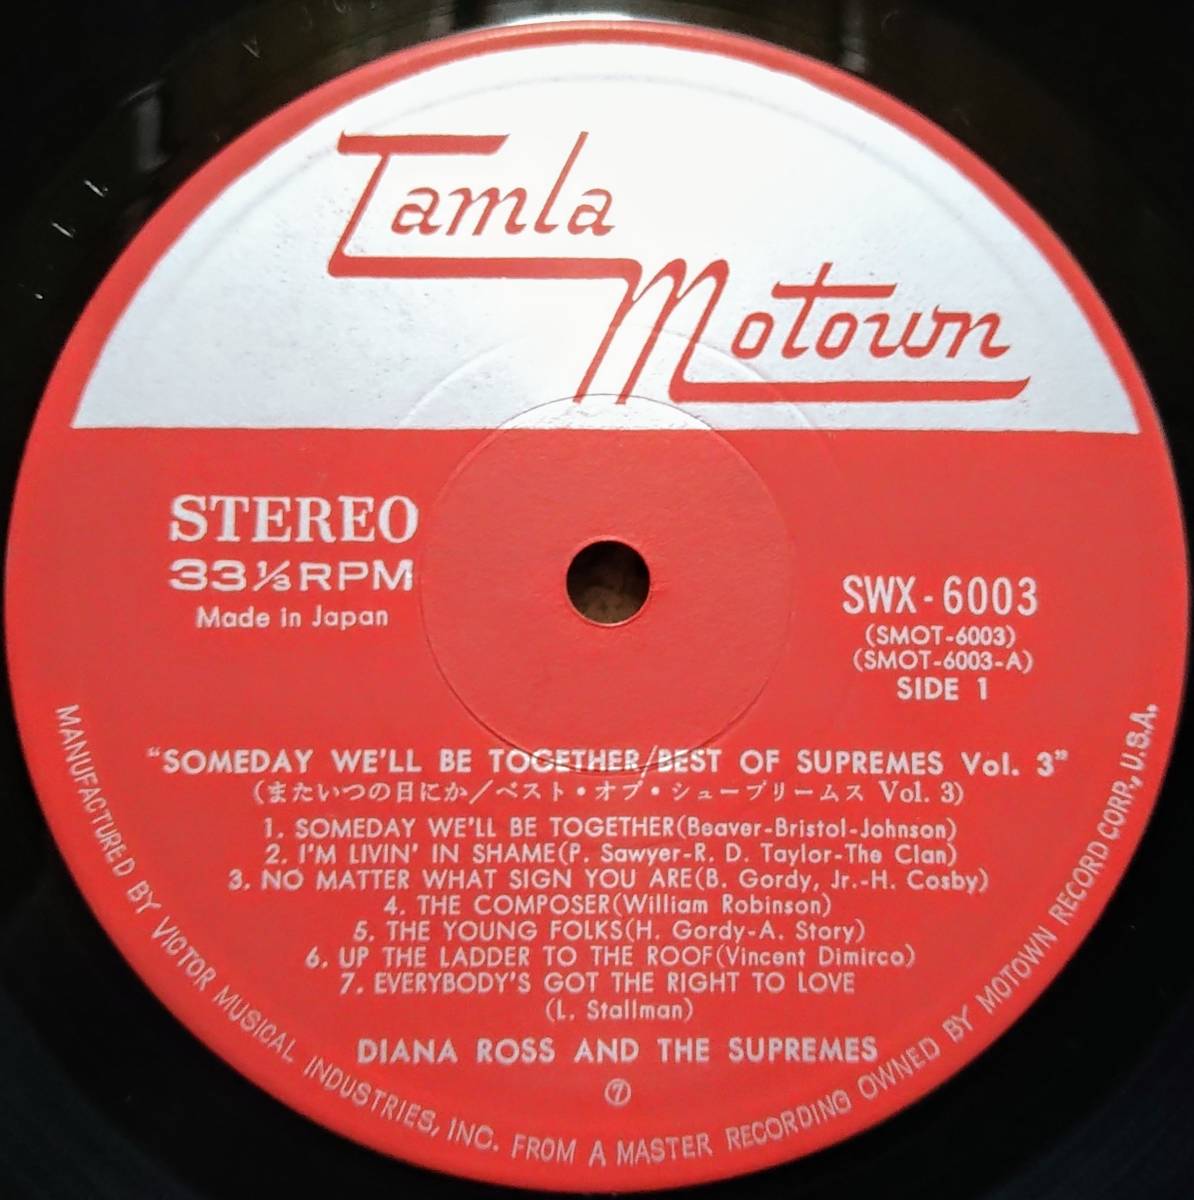 Tamla
Motown
STEREO
33⅓RPM
Made in Japan
SWX-6003
(SMOT-6003)
(SMOT-6003-A)
SIDE 1
"SOMEDAY WE'LL BE TOGETHER/BEST OF SUPREMES Vol. 3"
(またいつの日にか/ベスト・オブ・シュープリームス Vol. 3)
1. SOMEDAY WE'LL BE TOGETHER(Beaver-Bristol-Johnson)
2. I'M LIVIN' IN SHAME(P. Sawyer-R. D. Taylor-The Clan)
3. NO MATTER WHAT SIGN YOU ARE(B. Gordy, Jr.-H. Cosby)
4. THE COMPOSER(William Robinson)
5. THE YOUNG FOLKS(H. Gordy-A. Story)
6. UP THE LADDER TO THE ROOF(Vincent Dimirco)
7. EVERYBODY'S GOT THE RIGHT TO LOVE
(L. Stallman)
DIANA ROSS AND THE SUPREMES
⑦
MANUFACTURED BY VICTOR MUSICAL INDUSTRIES, INC. FROM A MASTER RECORDING OWNED BY MOTOWN RECORD CORP., U.S.A.